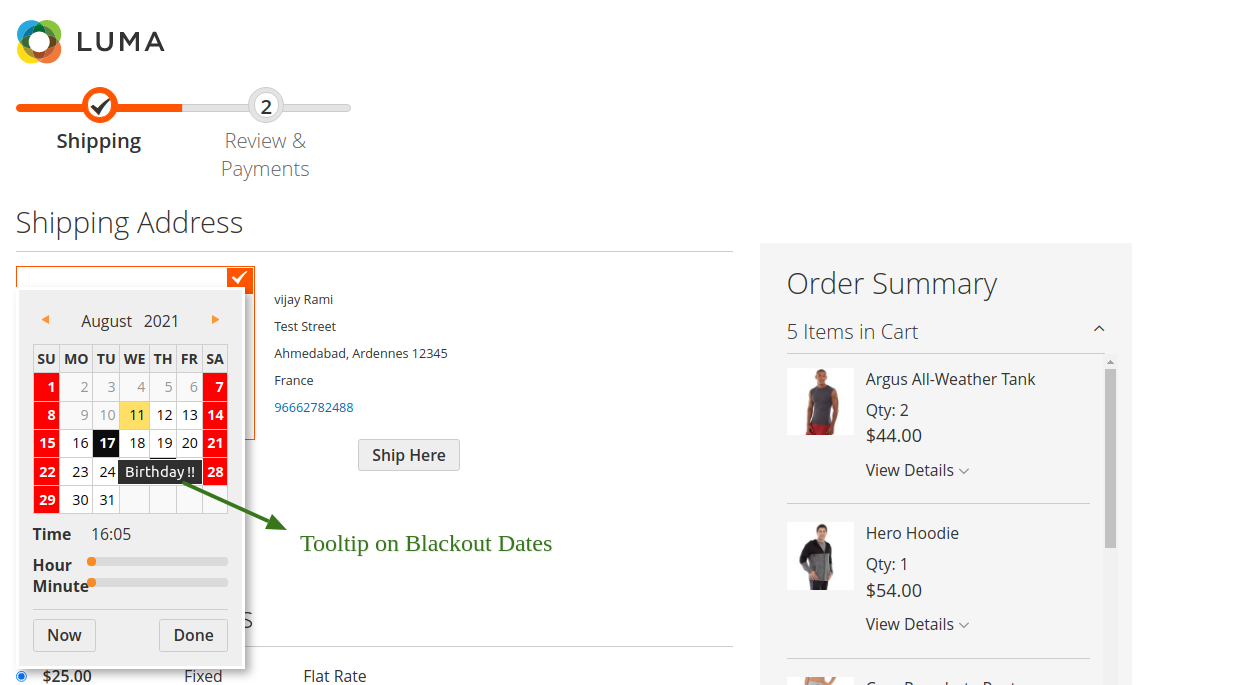 LUMA
2
Shipping
Review &
Payments
Shipping Address
vijay Rami
Test Street
Ahmedabad, Ardennes 12345
France
96662782488
Ship Here
August 2021
SU MO TU WE TH FR SA
1 2 3 4 5 6 7
8 9 10 11 12 13 14
15 16 17 18 19 20 21
22 23 24 Birthday!! 28
29 30 31
Time 16:05
Hour
Minute
Now Done
Tooltip on Blackout Dates
$25.00 Fixed Flat Rate
Order Summary
5 Items in Cart
Argus All-Weather Tank
Qty: 2
$44.00
View Details
Hero Hoodie
Qty: 1
$54.00
View Details